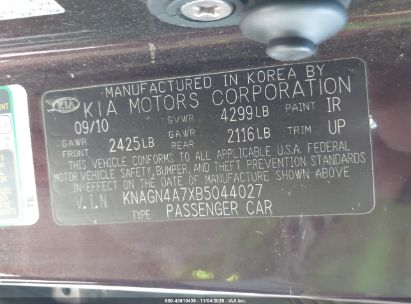 MANUFACTURED IN KOREA BY
KIA KIA MOTORS CORPORATION
09/10 GVWR 4299LB PAINT IR
GAWR FRONT 2425LB GAWR REAR 2116LB TRIM UP
THIS VEHICLE CONFORMS TO ALL APPLICABLE U.S.A. FEDERAL
MOTOR VEHICLE SAFETY, BUMPER, AND THEFT PREVENTION STANDARDS
IN EFFECT ON THE DATE OF MANUFACTURE SHOWN ABOVE
V.I.N KNAGN4A7XB5044027
TYPE PASSENGER CAR